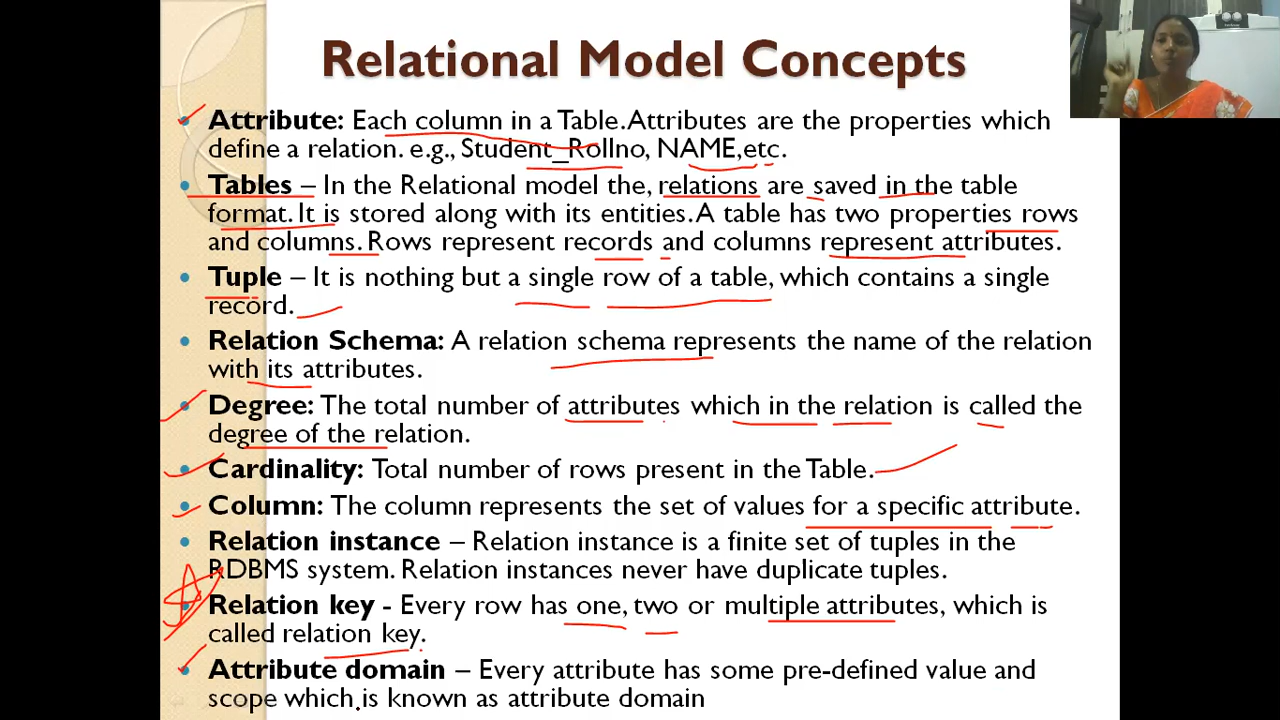 Relational Model Concepts
• Attribute: Each column in a Table. Attributes are the properties which
define a relation. e.g., Student_Rollno, NAME,etc.
• Tables – In the Relational model the, relations are saved in the table
format. It is stored along with its entities. A table has two properties rows
and columns. Rows represent records and columns represent attributes.
• Tuple – It is nothing but a single row of a table, which contains a single
record.
• Relation Schema: A relation schema represents the name of the relation
with its attributes.
• Degree: The total number of attributes which in the relation is called the
degree of the relation.
• Cardinality: Total number of rows present in the Table.
• Column: The column represents the set of values for a specific attribute.
• Relation instance – Relation instance is a finite set of tuples in the
RDBMS system. Relation instances never have duplicate tuples.
• Relation key - Every row has one, two or multiple attributes, which is
called relation key.
• Attribute domain – Every attribute has some pre-defined value and
scope which is known as attribute domain